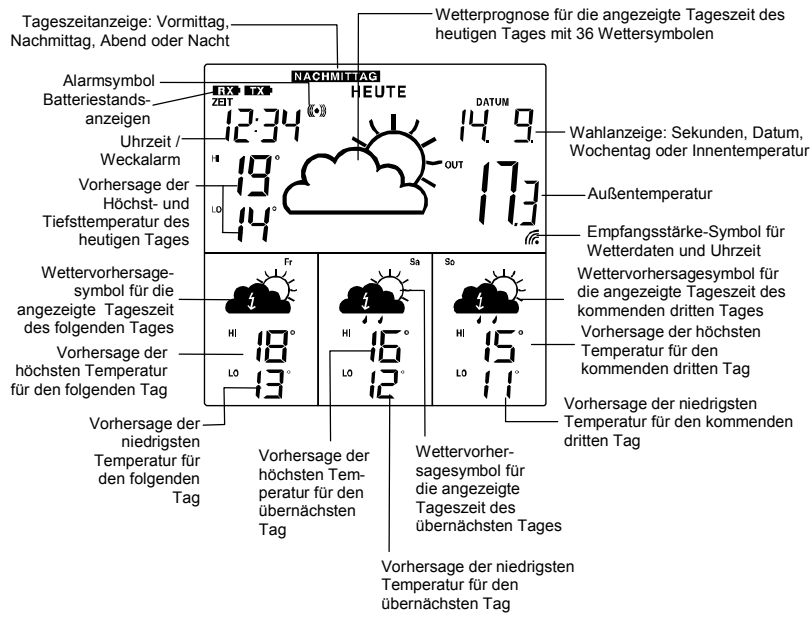 Tageszeitanzeige: Vormittag,
Nachmittag, Abend oder Nacht
Wetterprognose für die angezeigte Tageszeit des
heutigen Tages mit 36 Wettersymbolen
Alarmsymbol
Batteriestands-
anzeigen
Uhrzeit /
Weckalarm
Vorhersage der
Höchst- und
Tiefsttemperatur des
heutigen Tages
NACHMITTAG
HEUTE
RX TX
ZEIT
12:34
DATUM
14. 9.
HI 19°
LO 14°
OUT
17.3
Wahlanzeige: Sekunden, Datum,
Wochentag oder Innentemperatur
Außentemperatur
Empfangsstärke-Symbol für
Wetterdaten und Uhrzeit
Wettervorhersage-
symbol für die
angezeigte Tageszeit
des folgenden Tages
Vorhersage der
höchsten Temperatur
für den folgenden Tag
Fr
HI 18°
LO 13°
Sa
HI 16°
LO 12°
So
HI 15°
LO 11°
Wettervorhersagesymbol für
die angezeigte Tageszeit des
kommenden dritten Tages
Vorhersage der höchsten
Temperatur für den
kommenden dritten Tag
Vorhersage der niedrigsten
Temperatur für den kommenden
dritten Tag
Vorhersage der
niedrigsten
Temperatur für
den folgenden
Tag
Vorhersage der
höchsten Tem-
peratur für den
übernächsten
Tag
Wettervorher-
sagesymbol für
die angezeigte
Tageszeit des
übernächsten Tages
Vorhersage der niedrigsten
Temperatur für den
übernächsten Tag